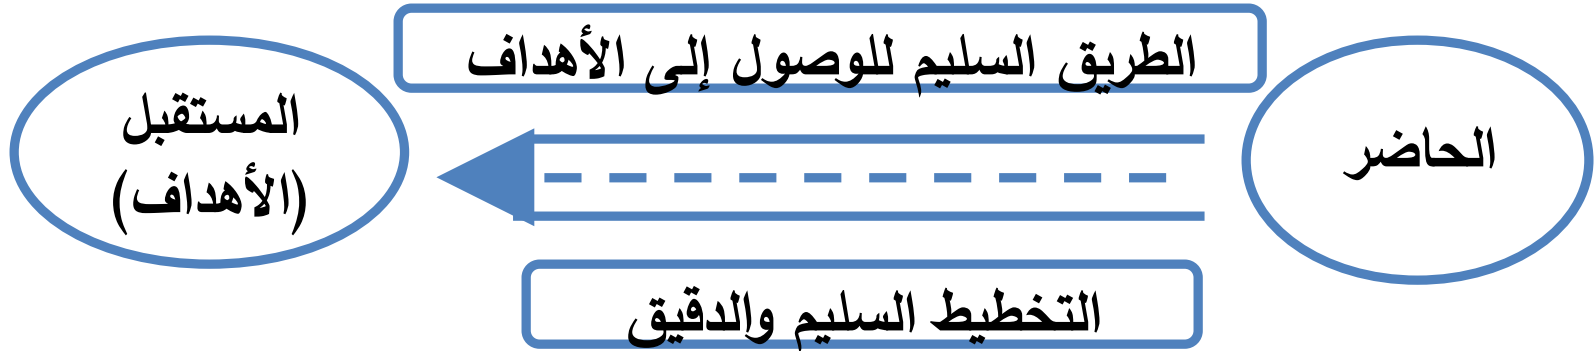 الطريق السليم للوصول إلى الأهداف
الحاضر
المستقبل
(الأهداف)
التخطيط السليم والدقيق